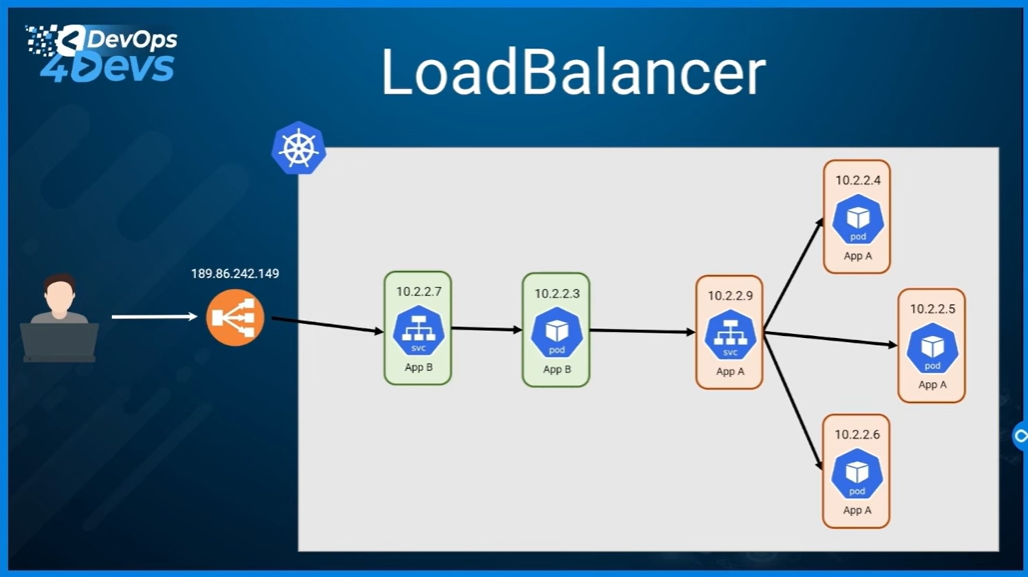 DevOps
4Devs
LoadBalancer
189.86.242.149
10.2.2.7
svc
App B
10.2.2.3
pod
App B
10.2.2.9
svc
App A
10.2.2.4
pod
App A
10.2.2.5
pod
App A
10.2.2.6
pod
App A